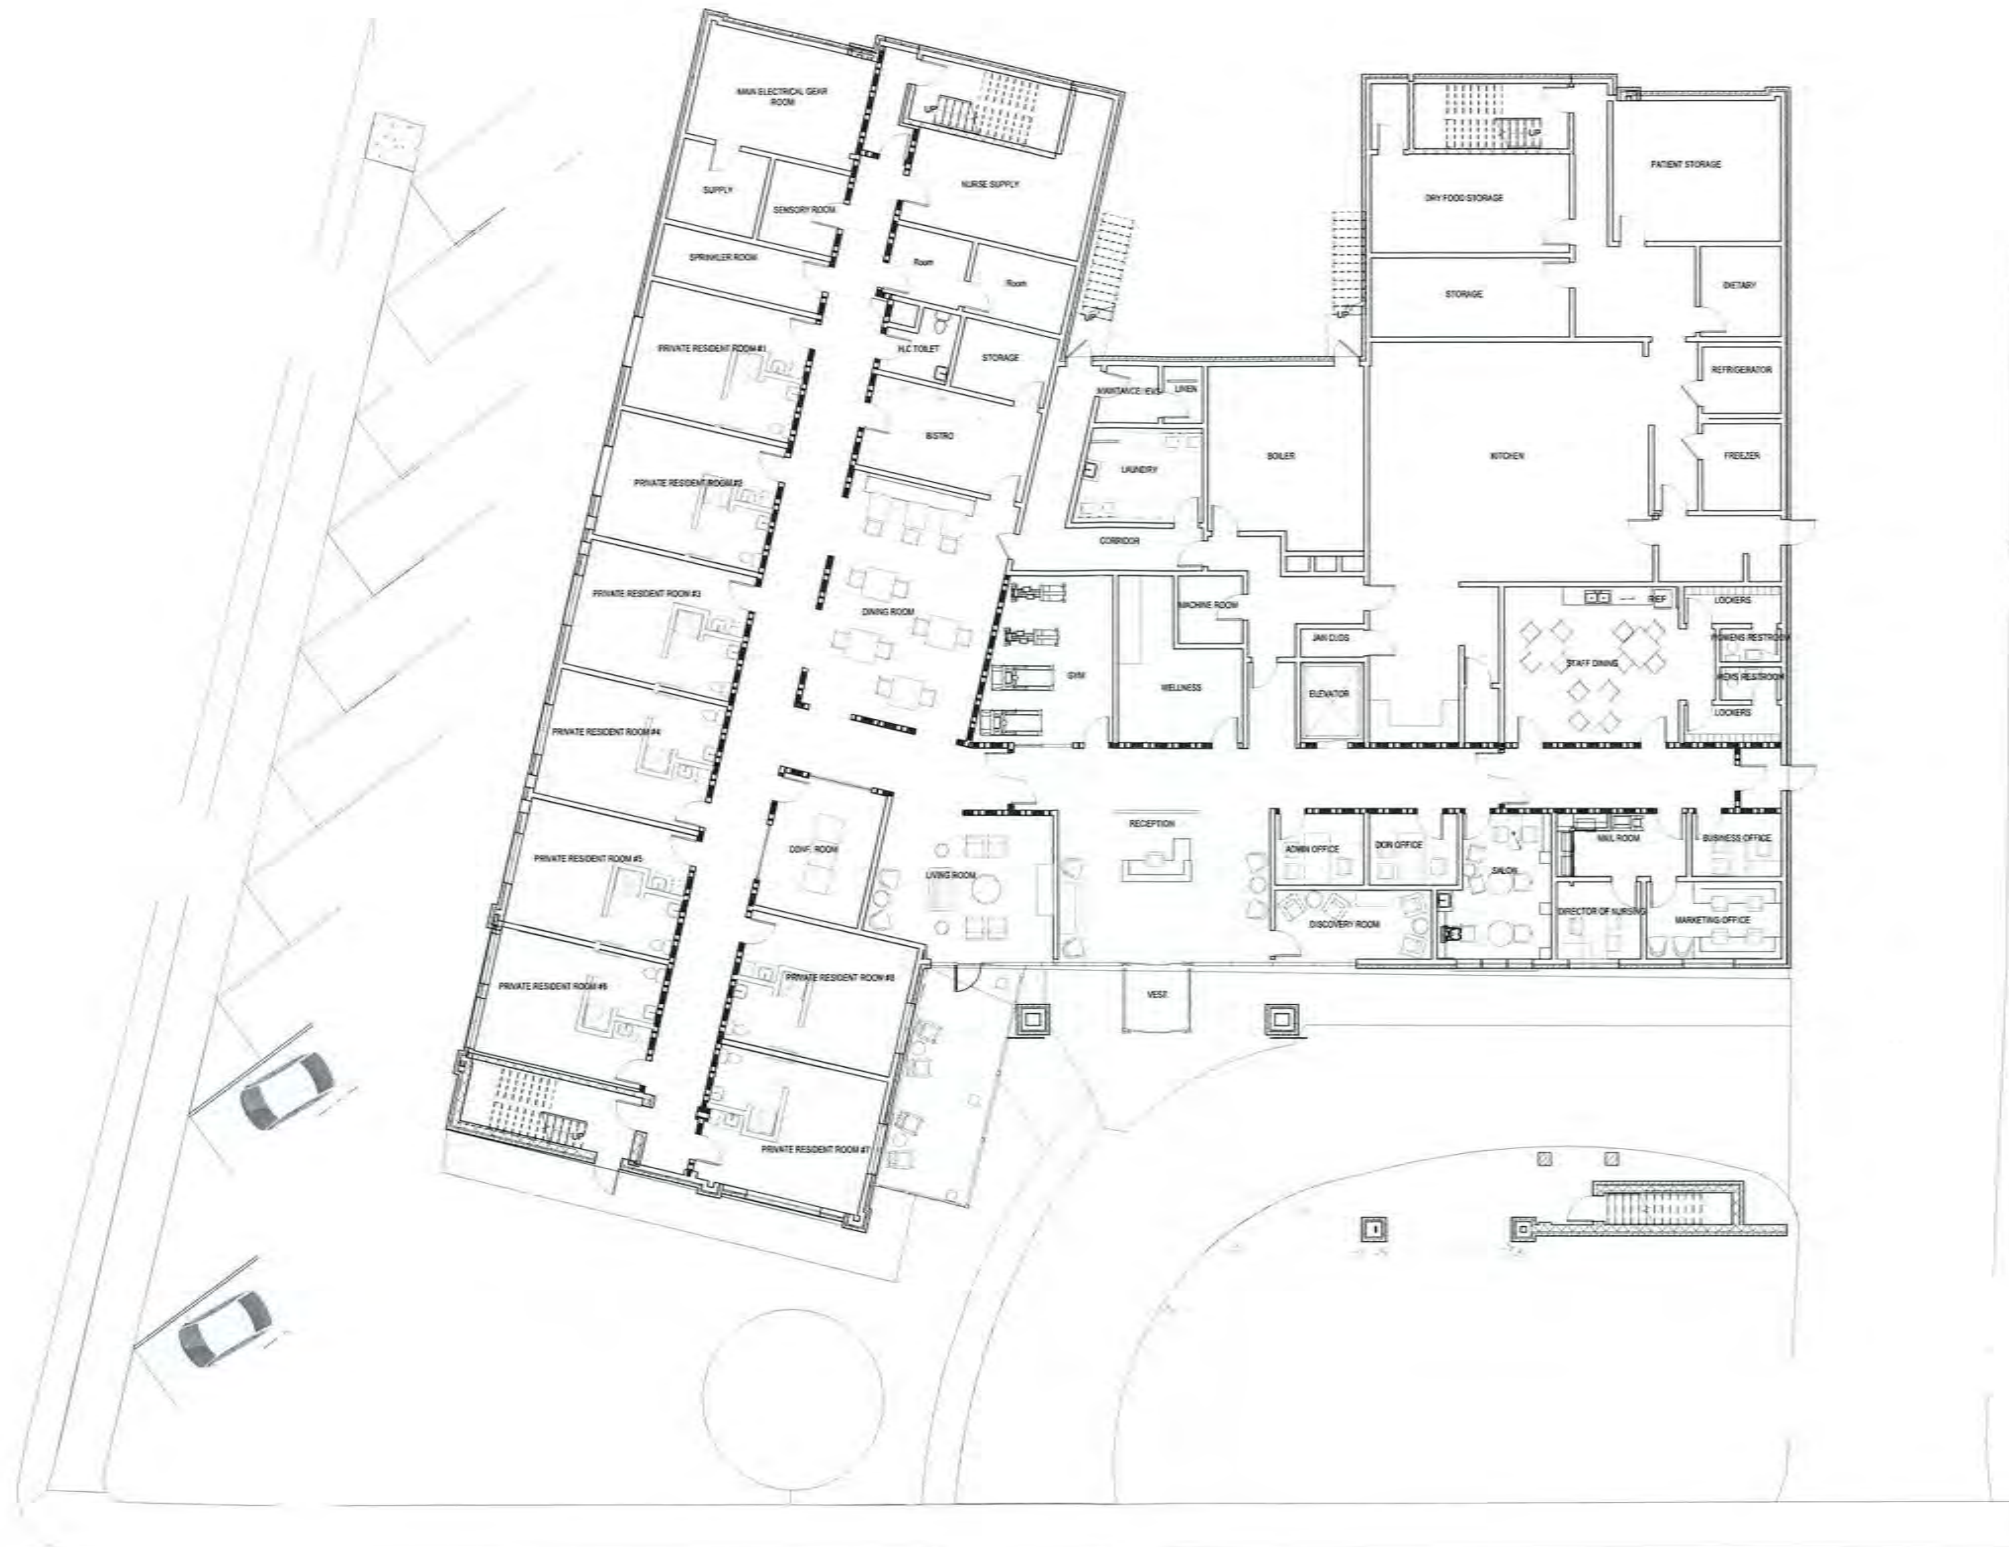 MAIN ELECTRICAL GEAR
ROOM
UP
SUPPLY
SENSORY ROOM
NURSE SUPPLY
SPRINKLER ROOM
Room
Room
UP
PRIVATE RESIDENT ROOM #1
H.C TOILET
STORAGE
BISTRO
PRIVATE RESIDENT ROOM #2
PRIVATE RESIDENT ROOM #3
DINING ROOM
PRIVATE RESIDENT ROOM #4
PRIVATE RESIDENT ROOM #5
CONF. ROOM
PRIVATE RESIDENT ROOM #6
PRIVATE RESIDENT ROOM #8
PRIVATE RESIDENT ROOM #7
UP
LIVING ROOM
UP
UP
PATIENT STORAGE
DRY FOOD STORAGE
STORAGE
DIETARY
REFRIGERATOR
FREEZER
KITCHEN
BOILER
LINEN
LAUNDRY
CORRIDOR
MACHINE ROOM
JAN CLOS
GYM
WELLNESS
ELEVATOR
REF
STAFF DINING
LOCKERS
WOMENS RESTROOM
MENS RESTROOM
LOCKERS
RECEPTION
ADMIN OFFICE
DON OFFICE
SALON
MAIL ROOM
BUSINESS OFFICE
DISCOVERY ROOM
DIRECTOR OF NURSING
MARKETING OFFICE
VEST.